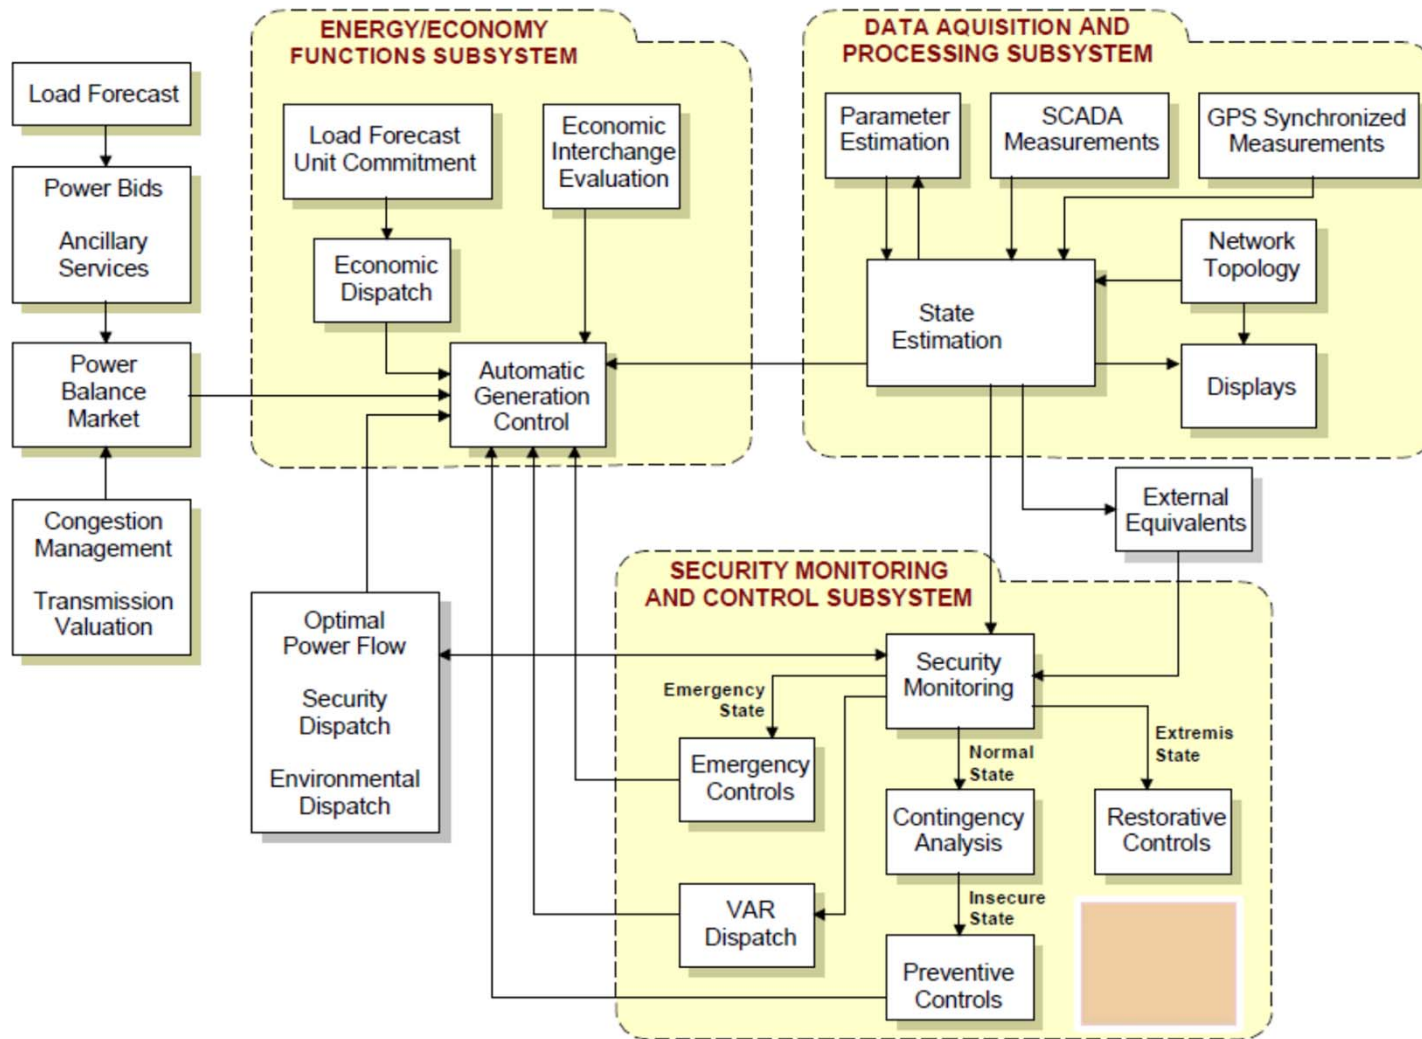 ENERGY/ECONOMY
FUNCTIONS SUBSYSTEM
DATA AQUISITION AND
PROCESSING SUBSYSTEM
Load Forecast
Power Bids
Ancillary
Services
Power
Balance
Market
Congestion
Management
Transmission
Valuation
Load Forecast
Unit Commitment
Economic
Interchange
Evaluation
Economic
Dispatch
Automatic
Generation
Control
Parameter
Estimation
SCADA
Measurements
GPS Synchronized
Measurements
Network
Topology
State
Estimation
Displays
External
Equivalents
Optimal
Power Flow
Security
Dispatch
Environmental
Dispatch
SECURITY MONITORING
AND CONTROL SUBSYSTEM
Security
Monitoring
Emergency
State
Normal
State
Extremis
State
Emergency
Controls
Contingency
Analysis
Restorative
Controls
Insecure
State
VAR
Dispatch
Preventive
Controls